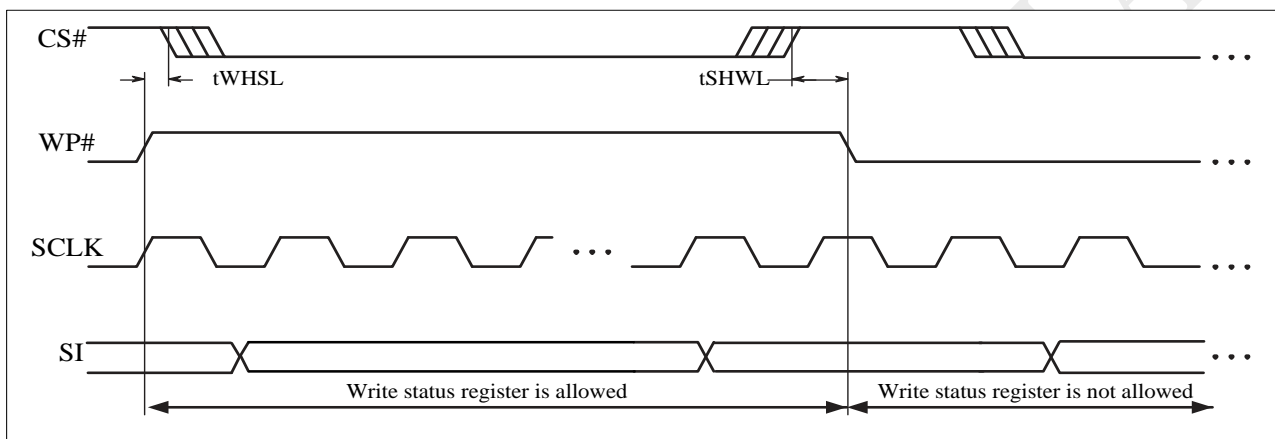 CS#
tWHSL
tSHWL
WP#
SCLK
SI
Write status register is allowed
Write status register is not allowed